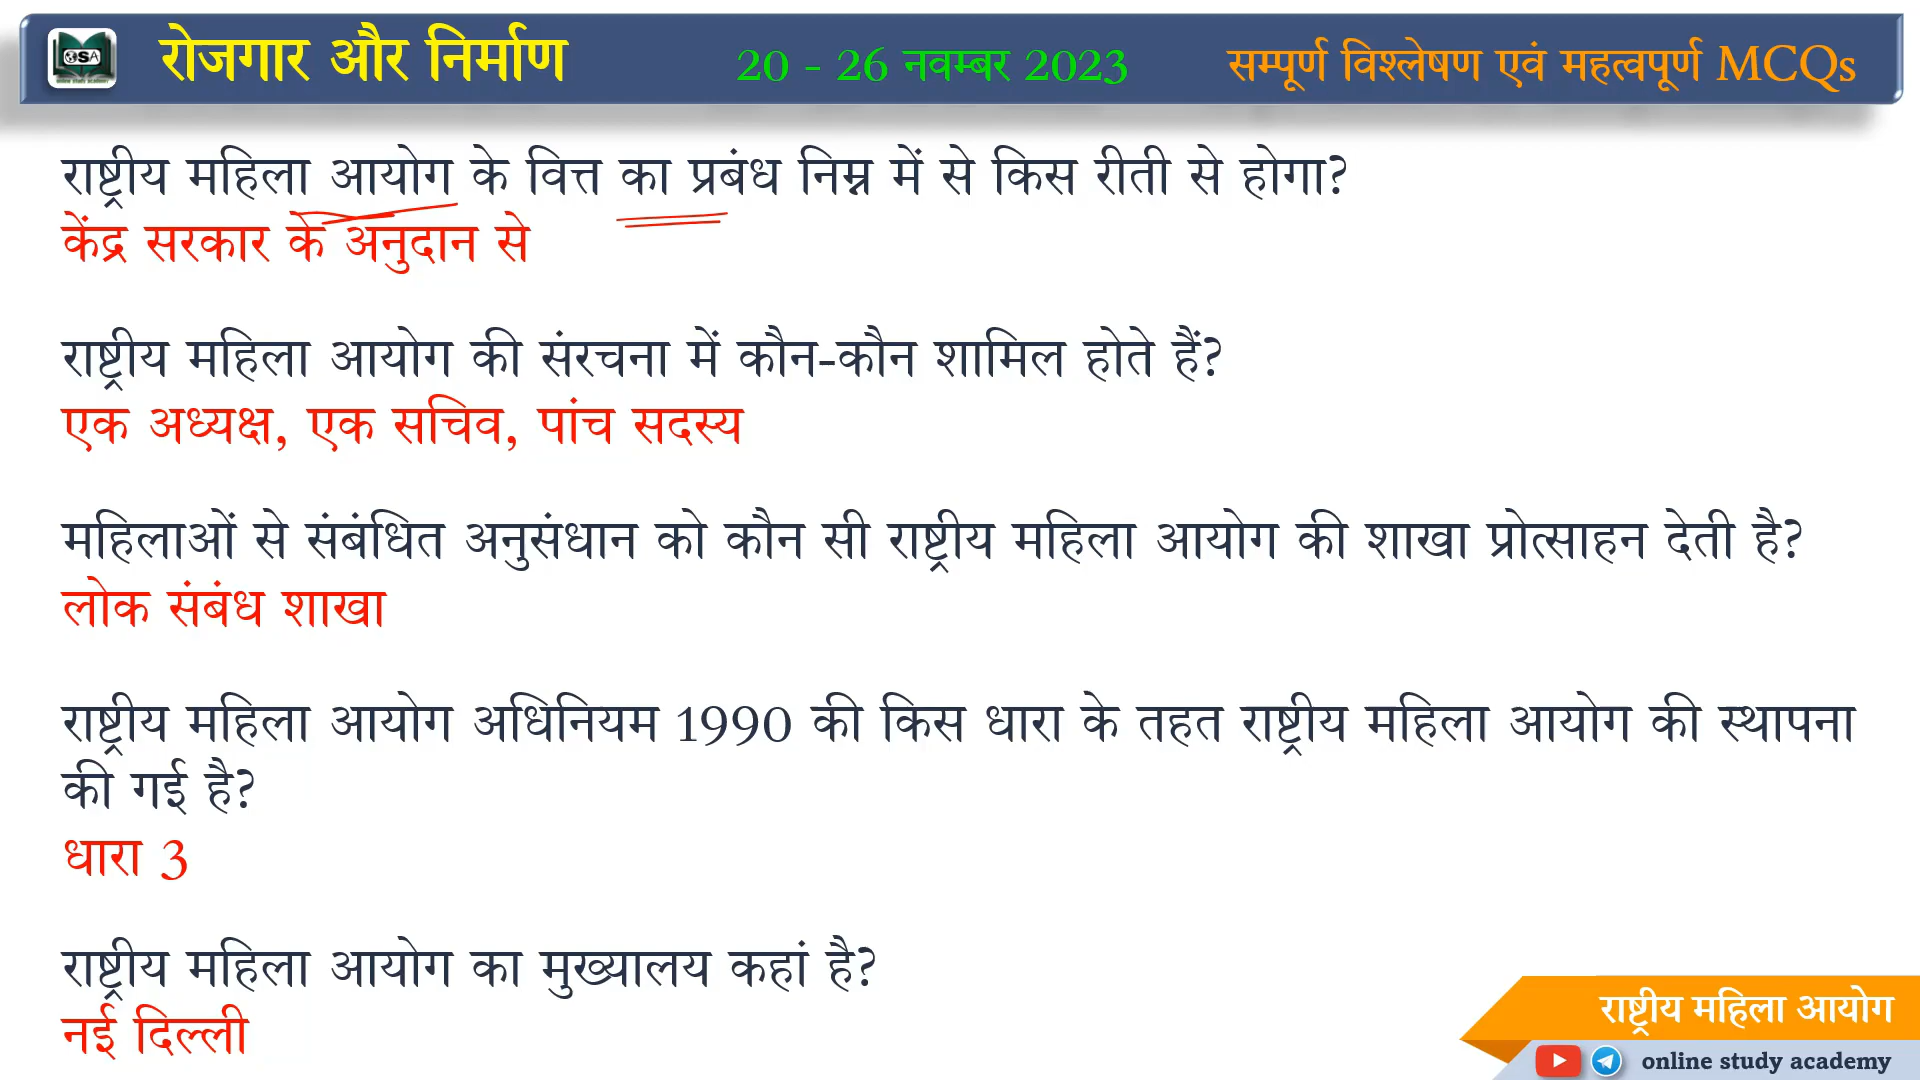 OSA
रोजगार और निर्माण
20 - 26 नवम्बर 2023
सम्पूर्ण विश्लेषण एवं महत्वपूर्ण MCQs
राष्ट्रीय महिला आयोग के वित्त का प्रबंध निम्न में से किस रीती से होगा?
केंद्र सरकार के अनुदान से
राष्ट्रीय महिला आयोग की संरचना में कौन-कौन शामिल होते हैं?
एक अध्यक्ष, एक सचिव, पांच सदस्य
महिलाओं से संबंधित अनुसंधान को कौन सी राष्ट्रीय महिला आयोग की शाखा प्रोत्साहन देती है?
लोक संबंध शाखा
राष्ट्रीय महिला आयोग अधिनियम 1990 की किस धारा के तहत राष्ट्रीय महिला आयोग की स्थापना
की गई है?
धारा 3
राष्ट्रीय महिला आयोग का मुख्यालय कहां है?
नई दिल्ली
राष्ट्रीय महिला आयोग
online study academy